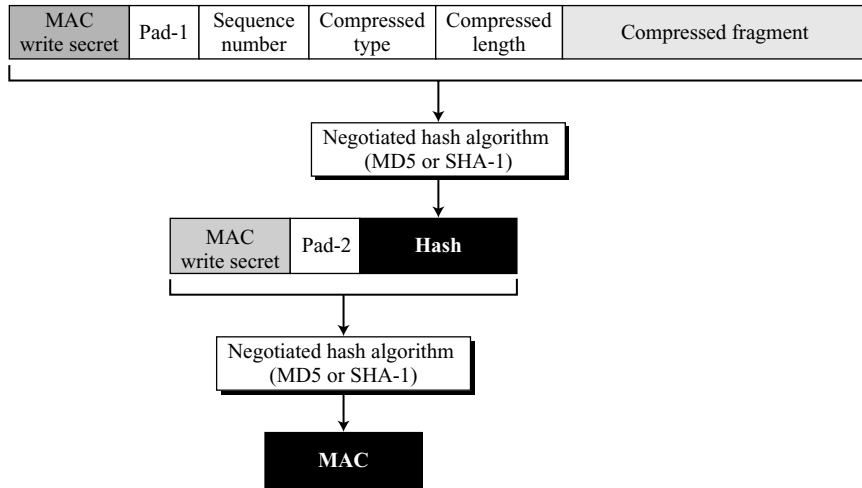 MAC
write secret
Pad-1
Sequence
number
Compressed
type
Compressed
length
Compressed fragment
Negotiated hash algorithm
(MD5 or SHA-1)
MAC
write secret
Pad-2
Hash
Negotiated hash algorithm
(MD5 or SHA-1)
MAC